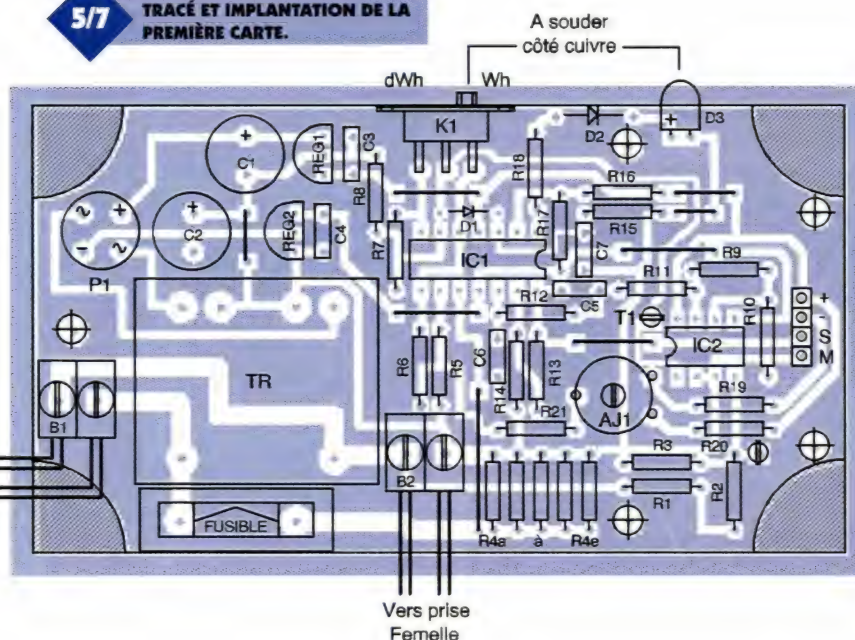 5/7
TRACÉ ET IMPLANTATION DE LA
PREMIÈRE CARTE.
A souder
côté cuivre
dWh
Wh
K1
D2
D3
+
C1
REG1
C3
R8
R18
R16
~
+
-
~
P1
+
C2
REG2
C4
R7
D1
R17
C7
R15
IC1
R9
R11
C5
R12
T1
R10
+
-
S
M
IC2
TR
R6
R5
C6
R14
R13
AJ1
R19
R21
R20
B1
B2
R3
R1
R2
R4a
à
R4e
FUSIBLE
Vers prise
Femelle